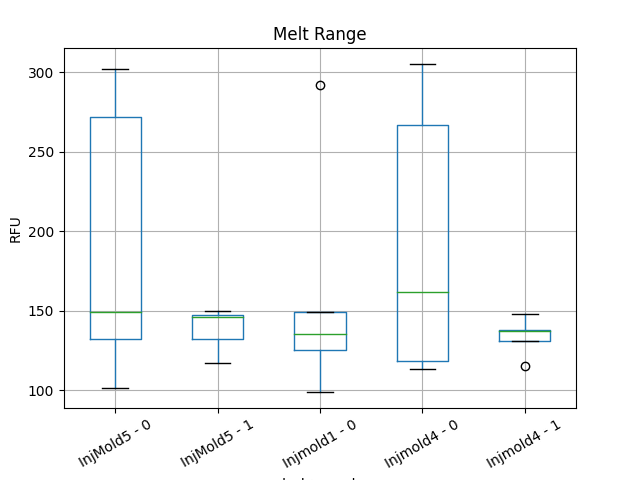 Melt Range
RFU
300
250
200
150
100
InjMold5 - 0
InjMold5 - 1
Injmold1 - 0
Injmold4 - 0
Injmold4 - 1